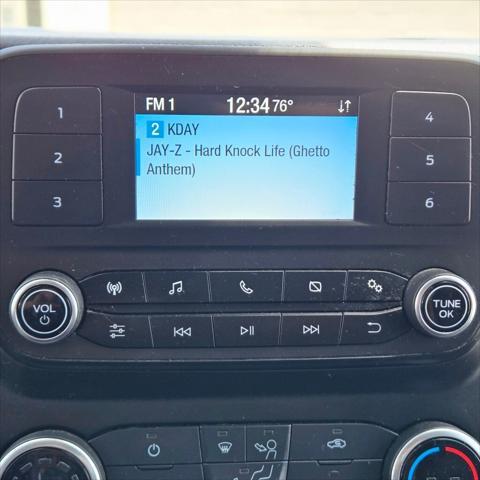 FM 1 12:34 76°
1 2 KDAY 4
JAY-Z - Hard Knock Life (Ghetto
Anthem)
2 5
3 6
VOL
TUNE
OK